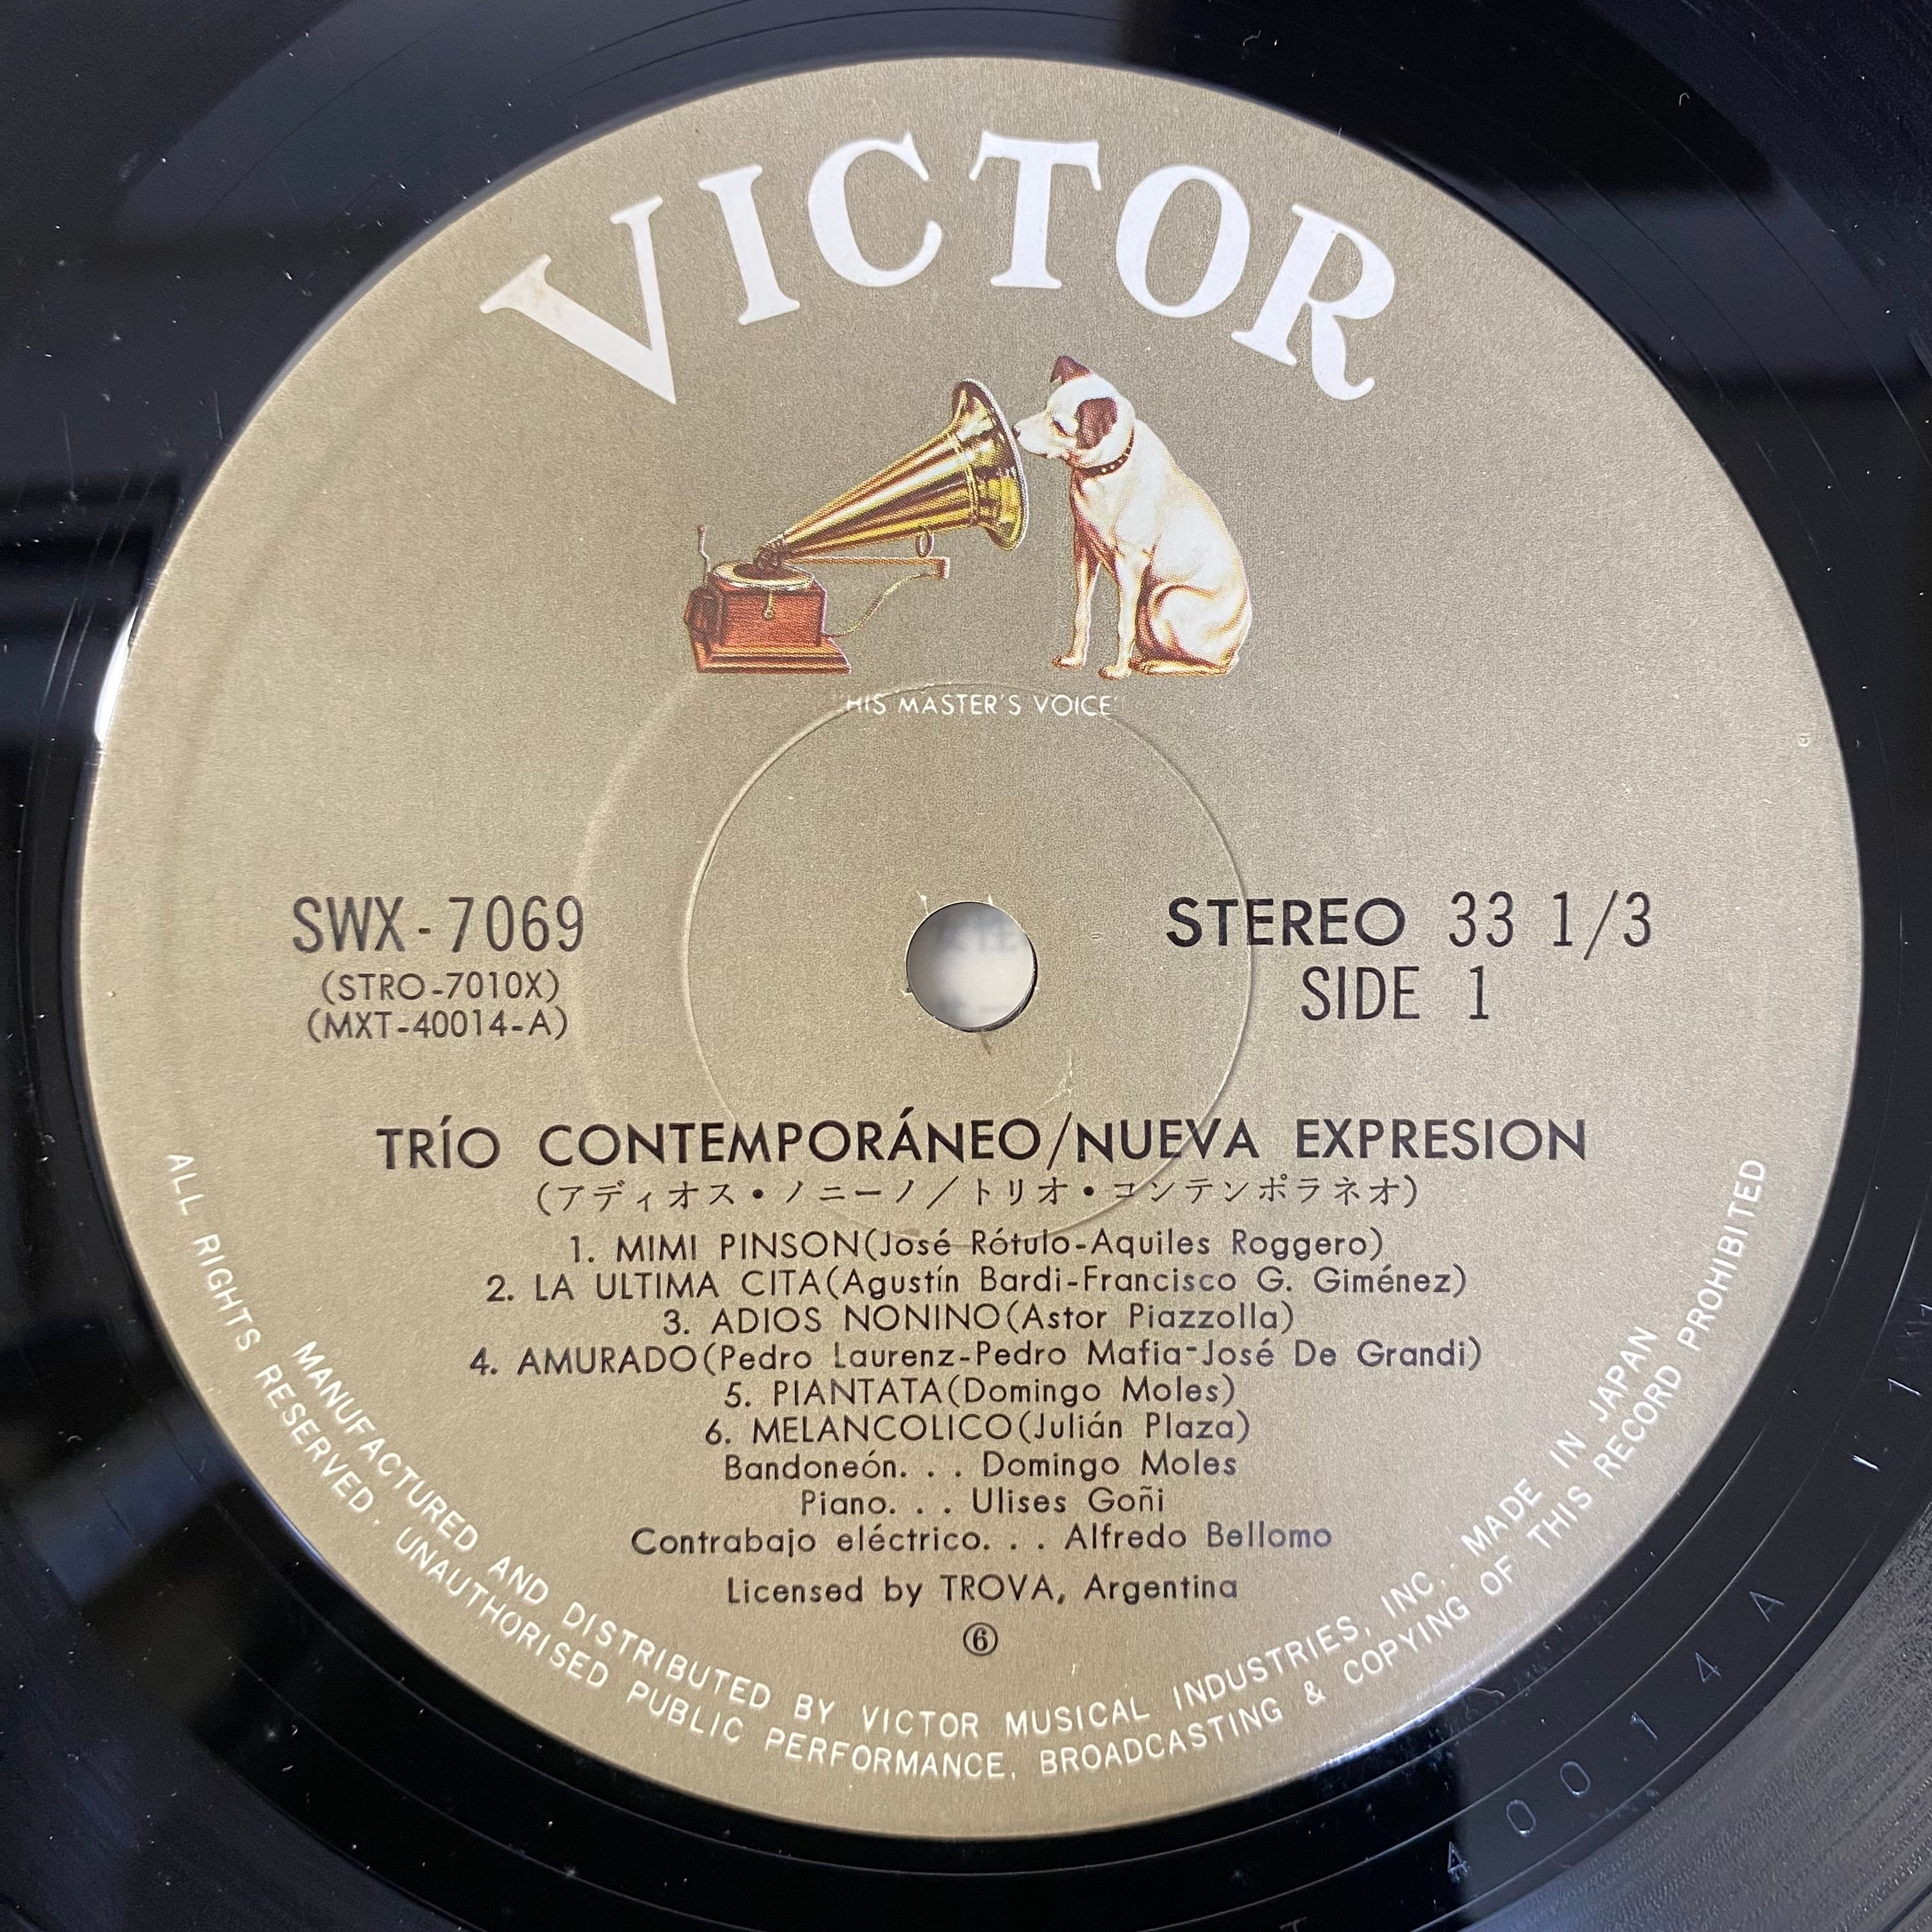 VICTOR
"HIS MASTER'S VOICE"
SWX-7069
(STRO-7010X)
(MXT-40014-A)
STEREO 33 1/3
SIDE 1
TRÍO CONTEMPORÁNEO/NUEVA EXPRESION
(アディオス・ノニーノ／トリオ・コンテンポラネオ)
1. MIMI PINSON(José Rótulo-Aquiles Roggero)
2. LA ULTIMA CITA(Agustín Bardi-Francisco G. Giménez)
3. ADIOS NONINO(Astor Piazzolla)
4. AMURADO(Pedro Laurenz-Pedro Mafia-José De Grandi)
5. PIANTATA(Domingo Moles)
6. MELANCOLICO(Julián Plaza)
Bandoneón. . . Domingo Moles
Piano. . . Ulises Goñi
Contrabajo eléctrico. . . Alfredo Bellomo
Licensed by TROVA, Argentina
⑥
MANUFACTURED AND DISTRIBUTED BY VICTOR MUSICAL INDUSTRIES, INC. · MADE IN JAPAN
ALL RIGHTS RESERVED · UNAUTHORISED PUBLIC PERFORMANCE, BROADCASTING & COPYING OF THIS RECORD PROHIBITED
40014A